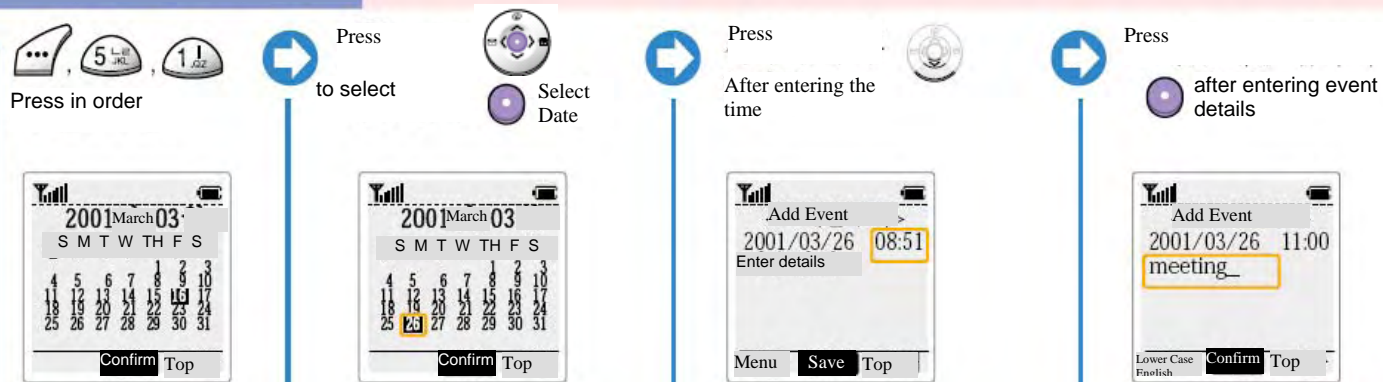 ... , 5 ㄴㄹ JKL , 1 .QZ
Press in order
Press
to select
Select
Date
Press
After entering the
time
Press
after entering event
details
2001 March 03
S M T W TH F S
1 2 3
4 5 6 7 8 9 10
11 12 13 14 15 16 17
18 19 20 21 22 23 24
25 26 27 28 29 30 31
Confirm Top
2001 March 03
S M T W TH F S
1 2 3
4 5 6 7 8 9 10
11 12 13 14 15 16 17
18 19 20 21 22 23 24
25 26 27 28 29 30 31
Confirm Top
Add Event >
2001/03/26 08:51
Enter details
Menu Save Top
Add Event
2001/03/26 11:00
meeting_
Lower Case
English
Confirm Top